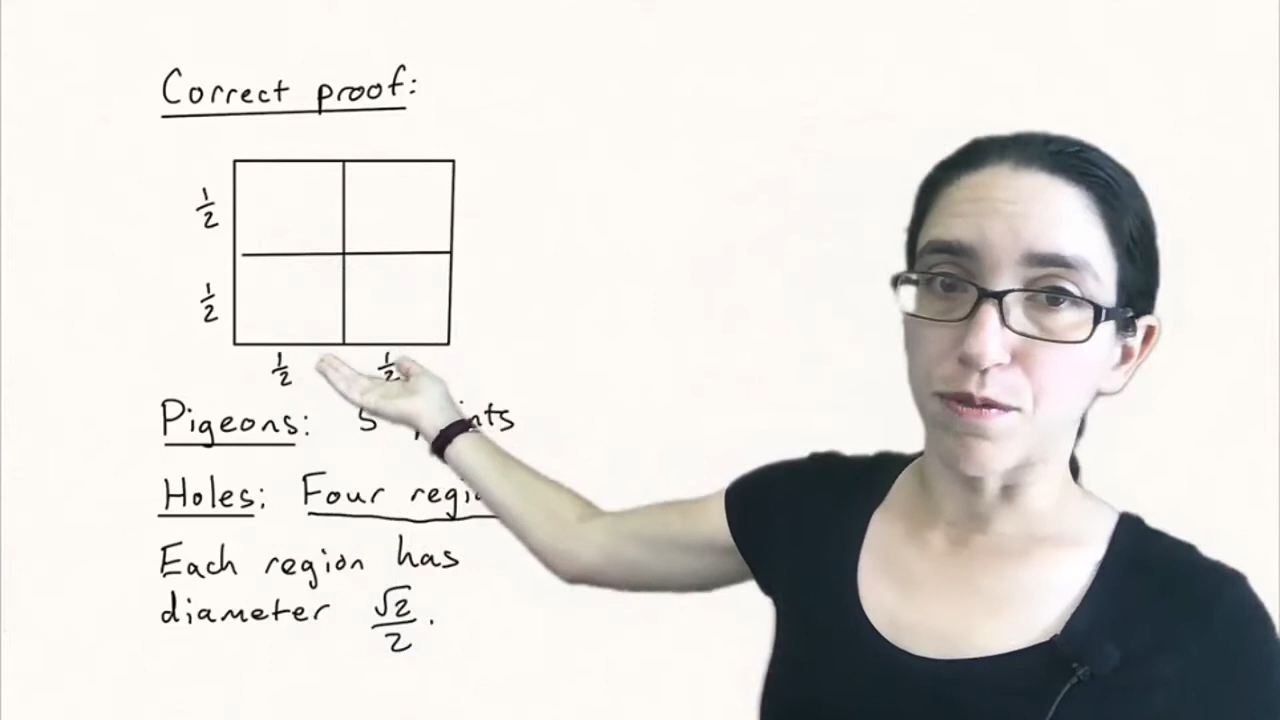 Correct proof:
1/2
1/2
1/2 1/2
Pigeons: 5
Holes: Four
Each region has
diameter √2/2.